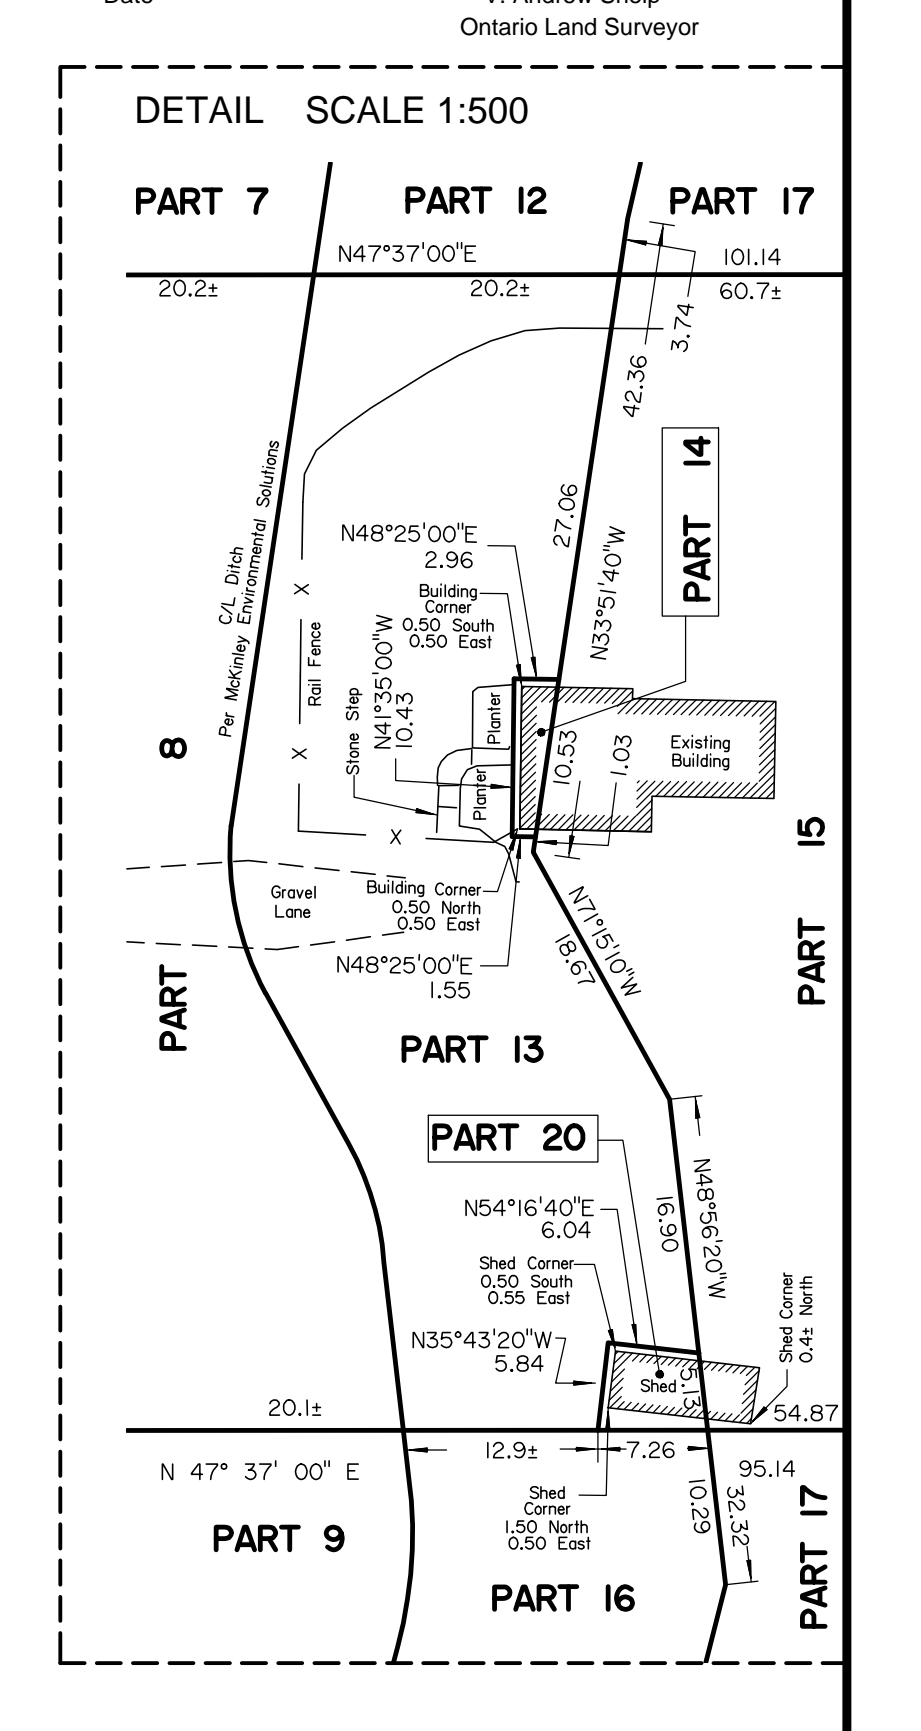 Date
V. Andrew Shelp
Ontario Land Surveyor
DETAIL SCALE 1:500
PART 7
PART 12
PART 17
N47°37'00"E
101.14
20.2±
20.2±
60.7±
3.74
42.36
PART 14
27.06
N33°51'40"W
C/L Ditch
Per McKinley Environmental Solutions
N48°25'00"E
2.96
X
Building
Corner
0.50 South
0.50 East
Rail Fence
N41°35'00"W
10.43
Stone Step
Planter
10.53
1.03
Existing
Building
X
Planter
8
PART
X
15
PART
Gravel
Lane
Building Corner
0.50 North
0.50 East
N71°15'10"W
18.67
N48°25'00"E
1.55
PART 13
PART 20
N54°16'40"E
6.04
16.90
N48°56'20"W
Shed Corner
0.50 South
0.55 East
Shed Corner
0.4± North
N35°43'20"W
5.84
Shed
5.13
20.1±
54.87
12.9±
7.26
N 47° 37' 00" E
95.14
Shed
Corner
1.50 North
0.50 East
10.29
32.32
PART 9
PART 17
PART 16